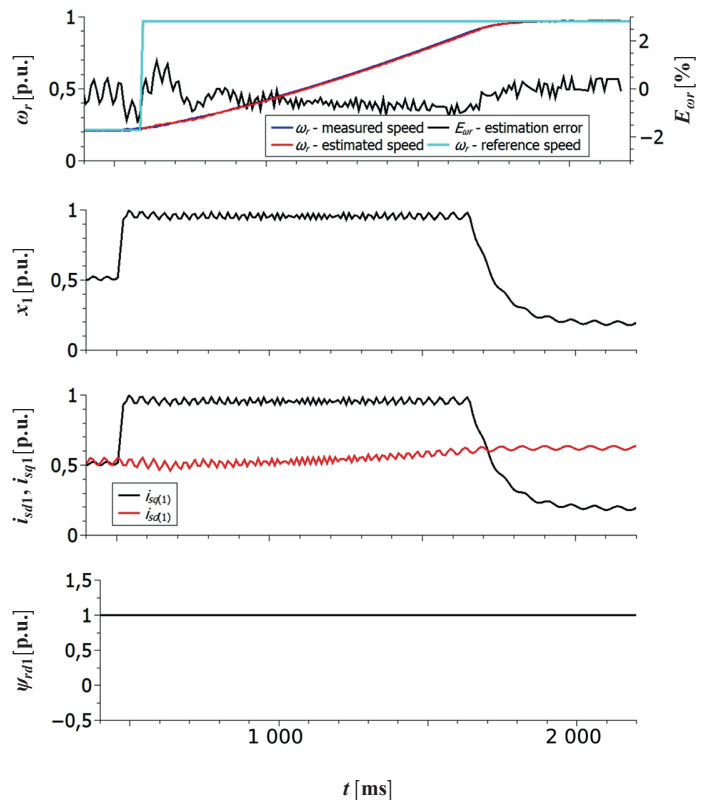 1
0,5
0
ω_r [p.u.]
2
0
−2
E_ωr [%]
ω_r - measured speed
E_ωr - estimation error
ω_r - estimated speed
ω_r - reference speed
1
0,5
0
x_1 [p.u.]
1
0,5
0
i_sd1, i_sq1 [p.u.]
i_sq(1)
i_sd(1)
1,5
1
0,5
0
−0,5
ψ_rd1 [p.u.]
1 000
2 000
t [ms]